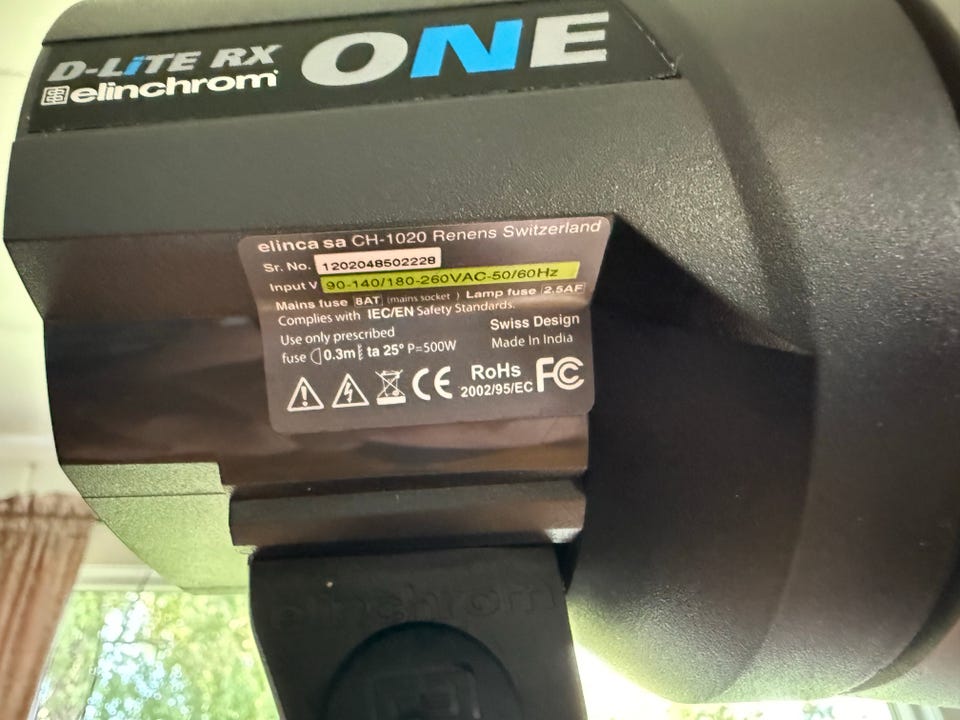 D-LiTE RX ONE
elinchrom
elinca sa CH-1020 Renens Switzerland
Sr. No. 1202048502228
Input V 90-140/180-260VAC-50/60Hz
Mains fuse 8AT (mains socket ) Lamp fuse 2.5AF
Complies with IEC/EN Safety Standards.
Use only prescribed
fuse 0.3m ta 25° P=500W
Swiss Design
Made In India
CE
RoHS
2002/95/EC
FC
elinchrom